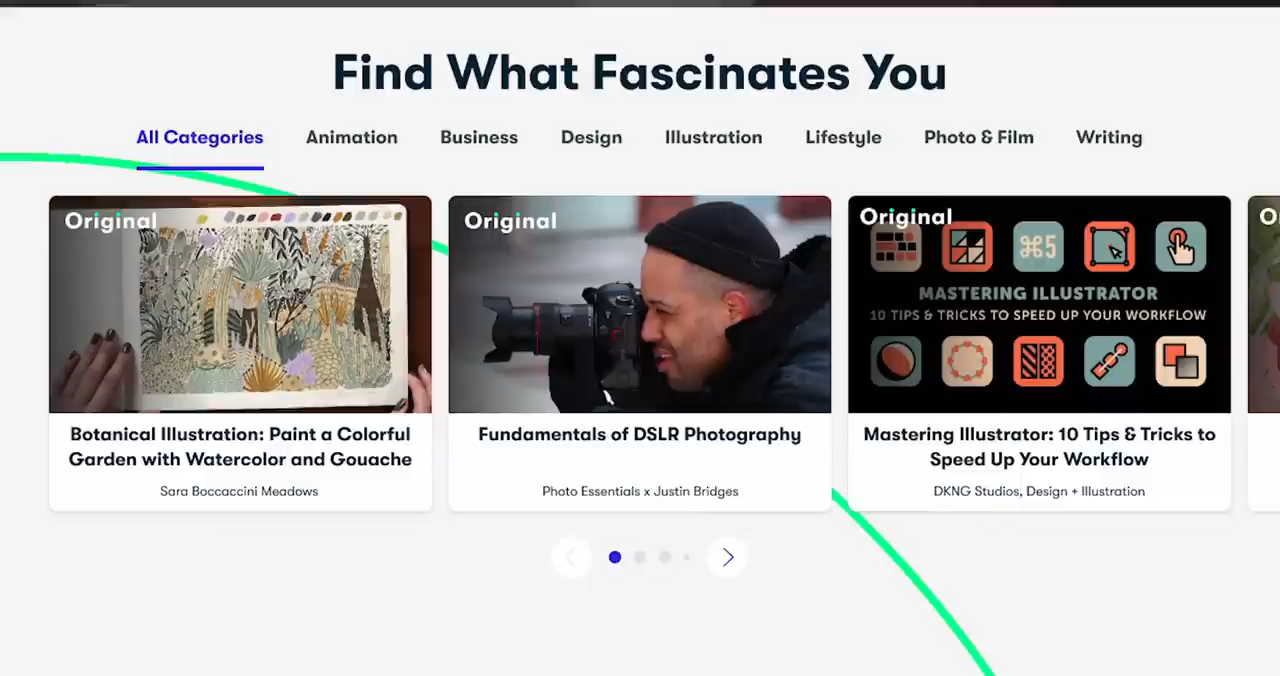 Find What Fascinates You
All Categories Animation Business Design Illustration Lifestyle Photo & Film Writing
Original
Original
Original
⌘5
MASTERING ILLUSTRATOR
10 TIPS & TRICKS TO SPEED UP YOUR WORKFLOW
O
Botanical Illustration: Paint a Colorful
Garden with Watercolor and Gouache
Sara Boccaccini Meadows
Fundamentals of DSLR Photography
Photo Essentials x Justin Bridges
Mastering Illustrator: 10 Tips & Tricks to
Speed Up Your Workflow
DKNG Studios, Design + Illustration